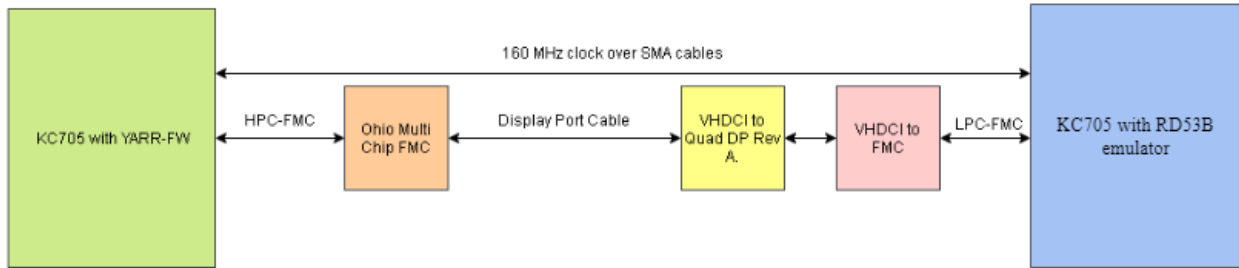 160 MHz clock over SMA cables
KC705 with YARR-FW
HPC-FMC
Ohio Multi
Chip FMC
Display Port Cable
VHDCI to
Quad DP Rev
A.
VHDCI to
FMC
LPC-FMC
KC705 with RD53B
emulator